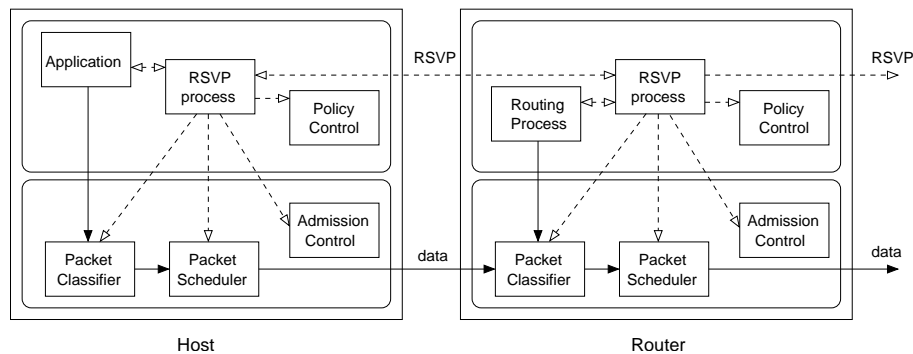 Application
RSVP
process
Policy
Control
Admission
Control
Packet
Classifier
Packet
Scheduler
Host
RSVP
data
RSVP
process
Routing
Process
Policy
Control
Admission
Control
Packet
Classifier
Packet
Scheduler
Router
RSVP
data